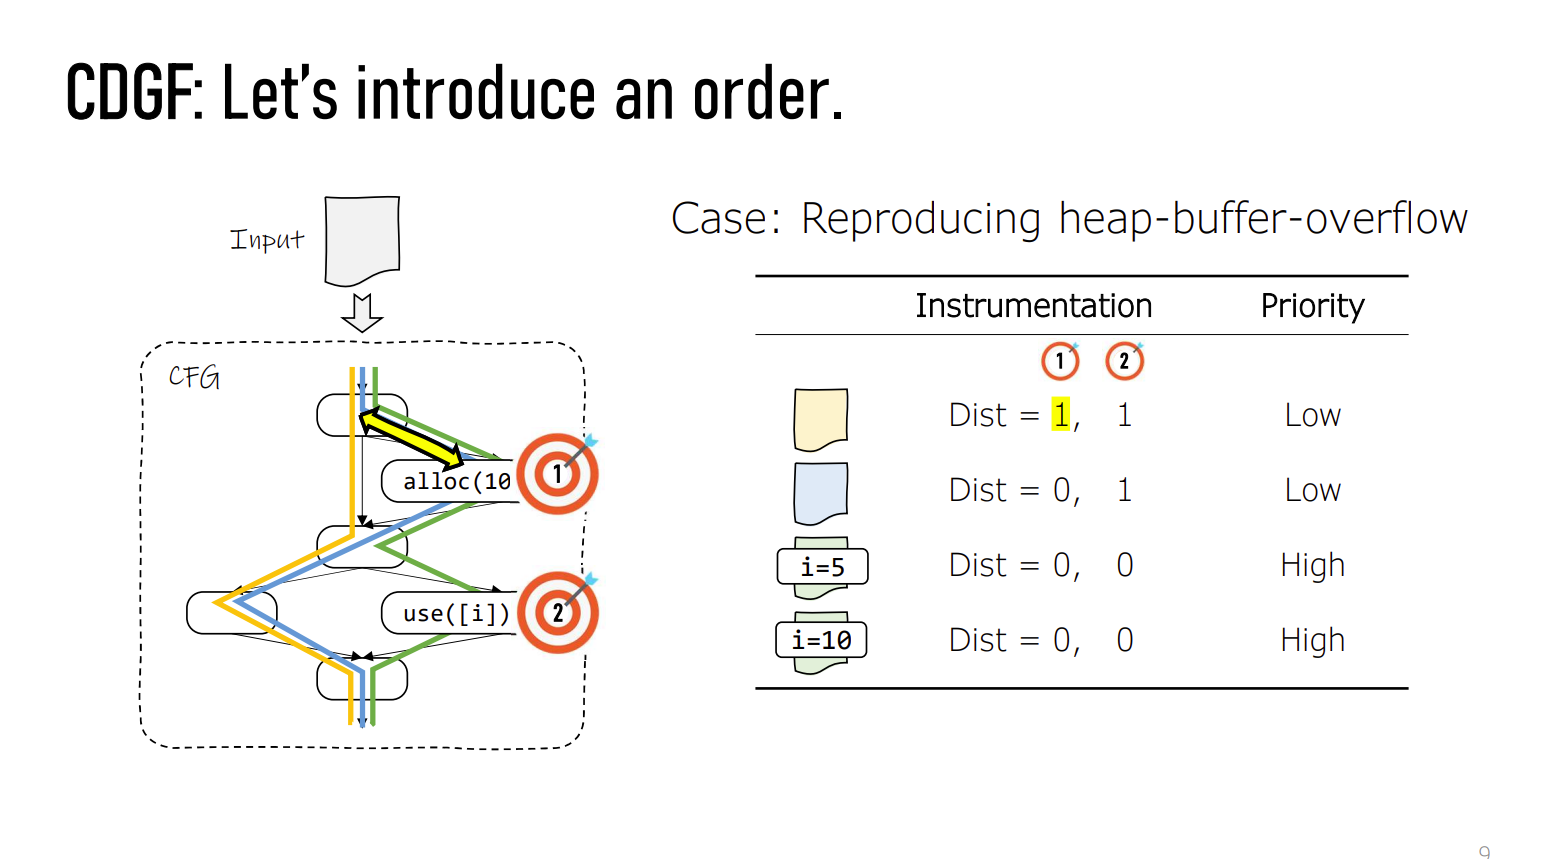 CDGF: Let's introduce an order.
Input
CFG
alloc(10
1
use([i])
2
Case: Reproducing heap-buffer-overflow
Instrumentation Priority
1 2
Dist = 1, 1 Low
Dist = 0, 1 Low
i=5 Dist = 0, 0 High
i=10 Dist = 0, 0 High
9